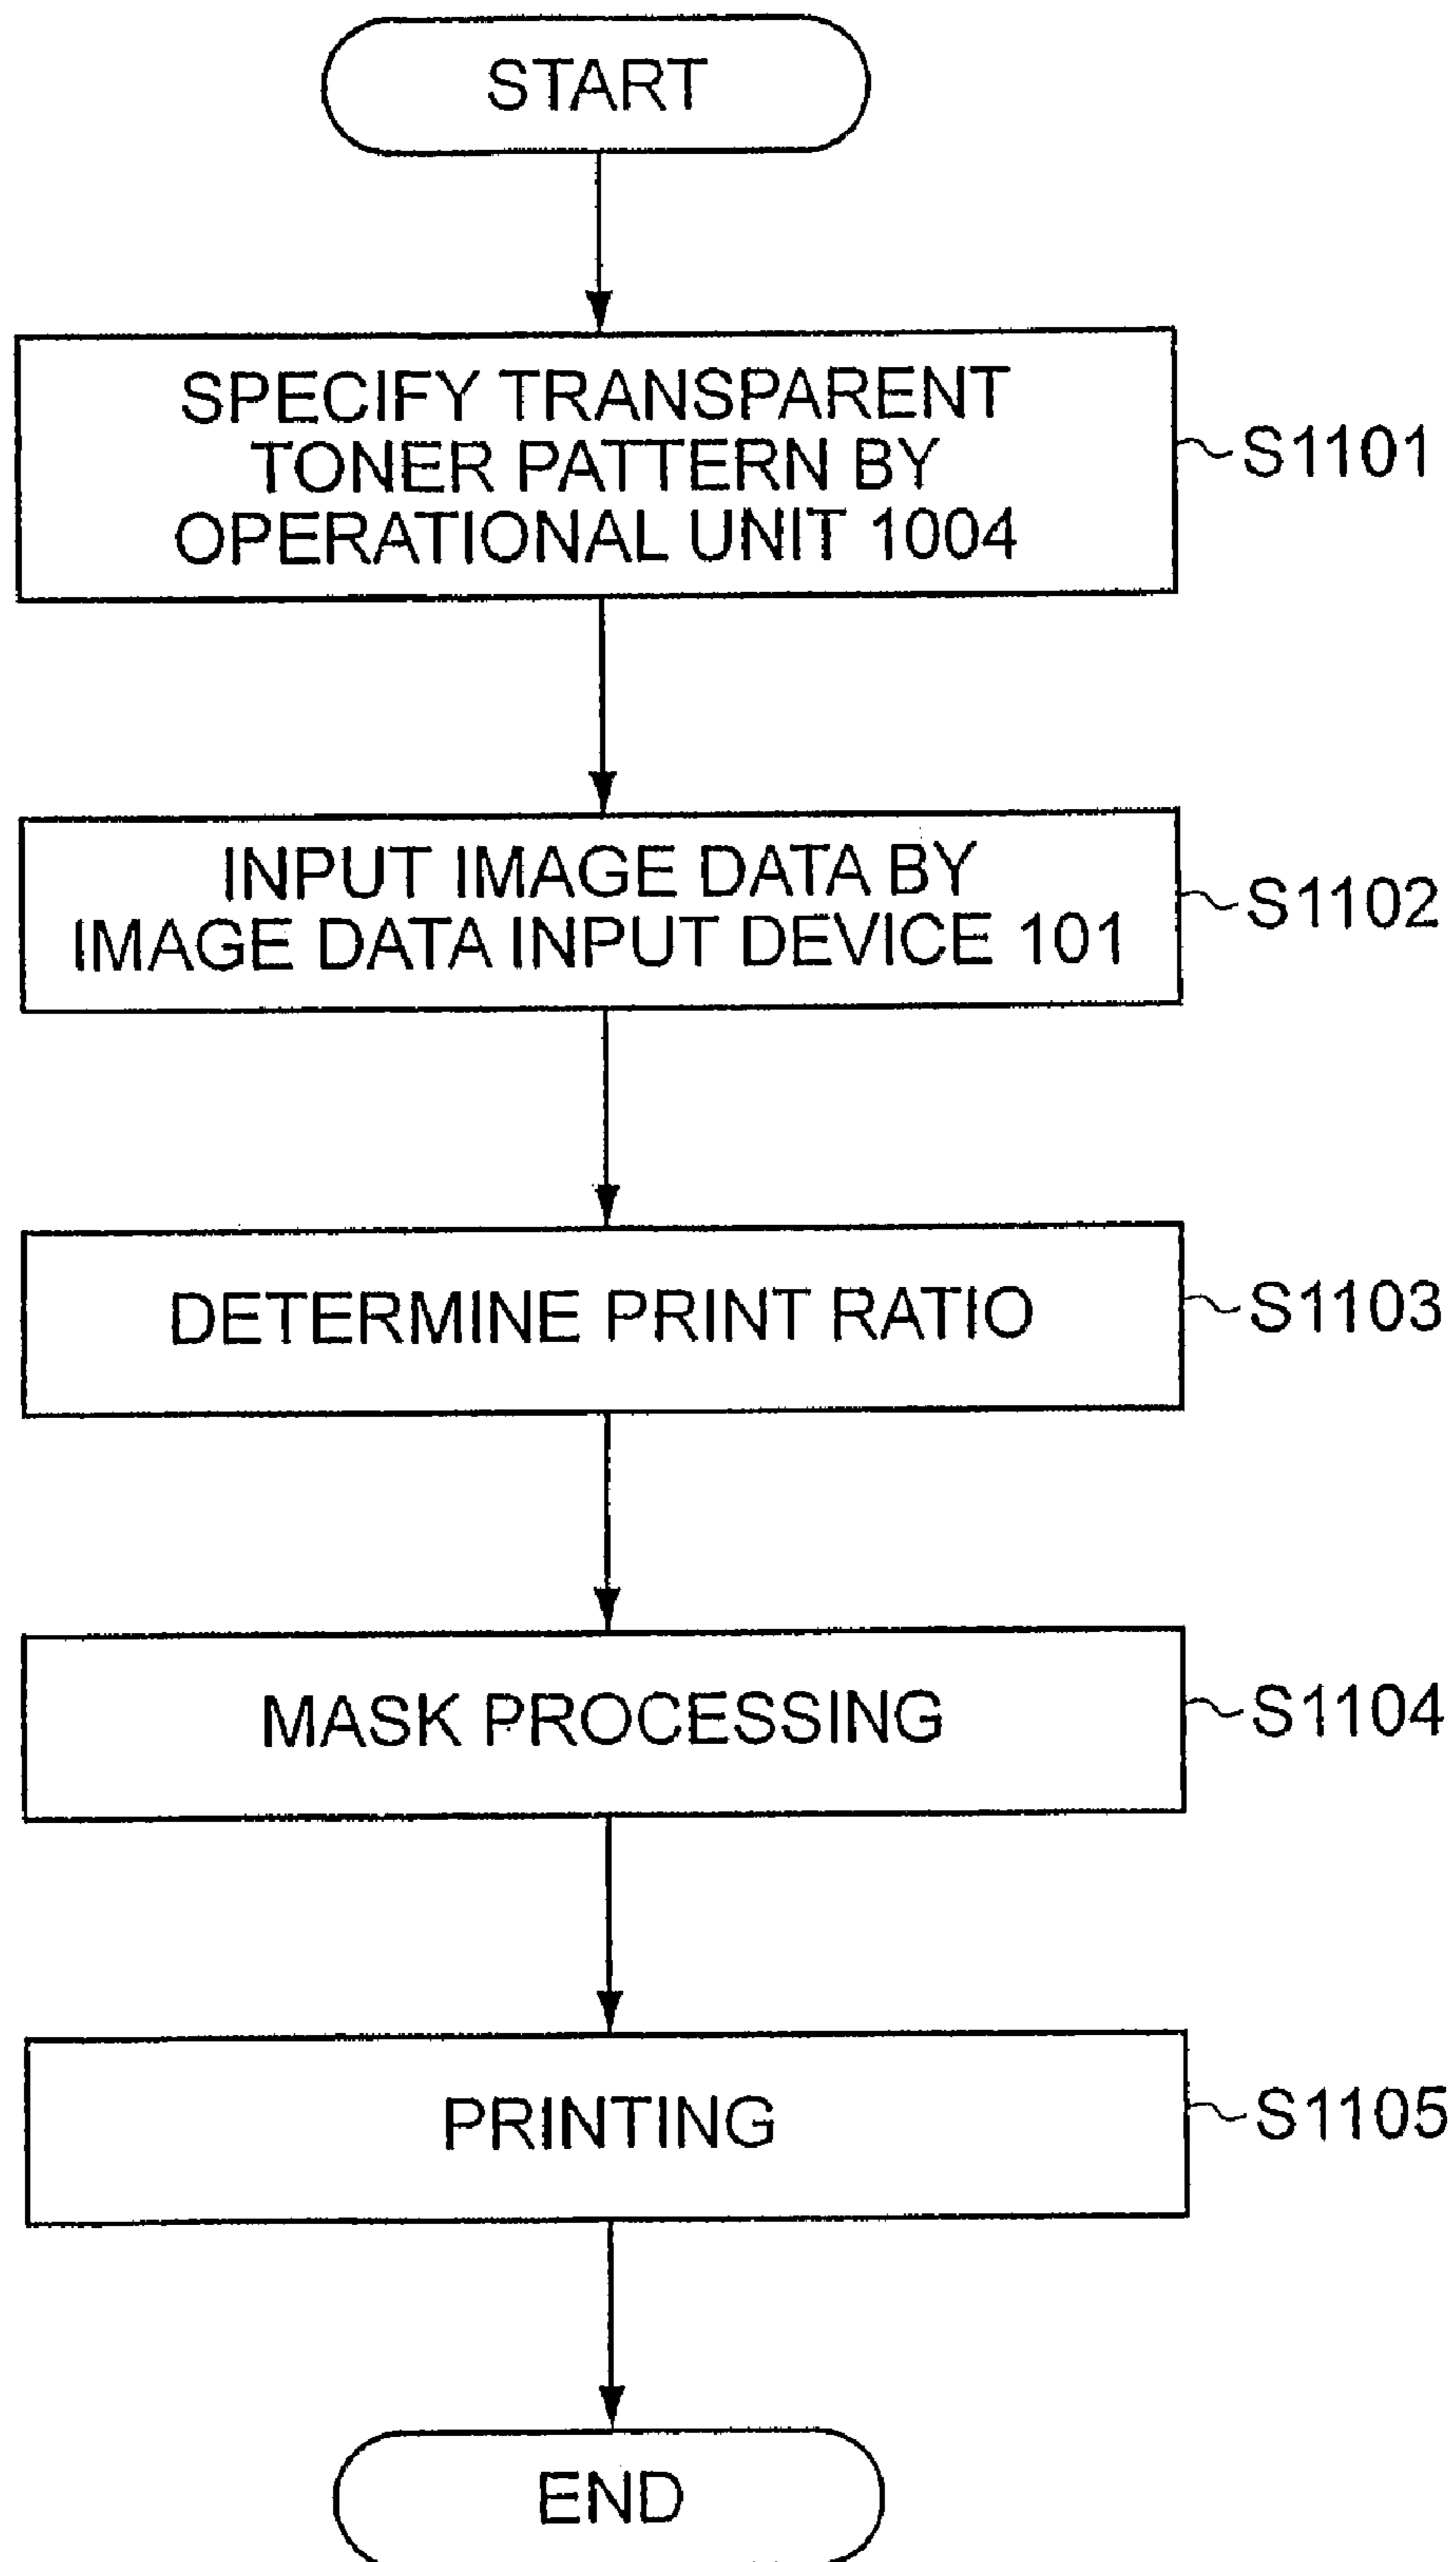 START
SPECIFY TRANSPARENT
TONER PATTERN BY
OPERATIONAL UNIT 1004
S1101
INPUT IMAGE DATA BY
IMAGE DATA INPUT DEVICE 101
S1102
DETERMINE PRINT RATIO
S1103
MASK PROCESSING
S1104
PRINTING
S1105
END